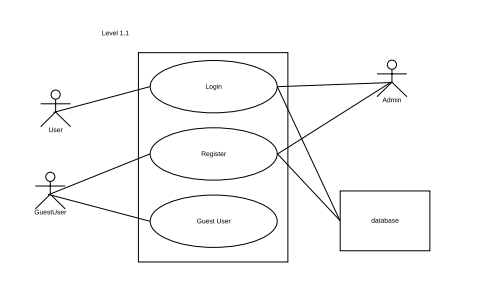 Level 1.1
Login
Admin
User
Register
GuestUser
Guest User
database